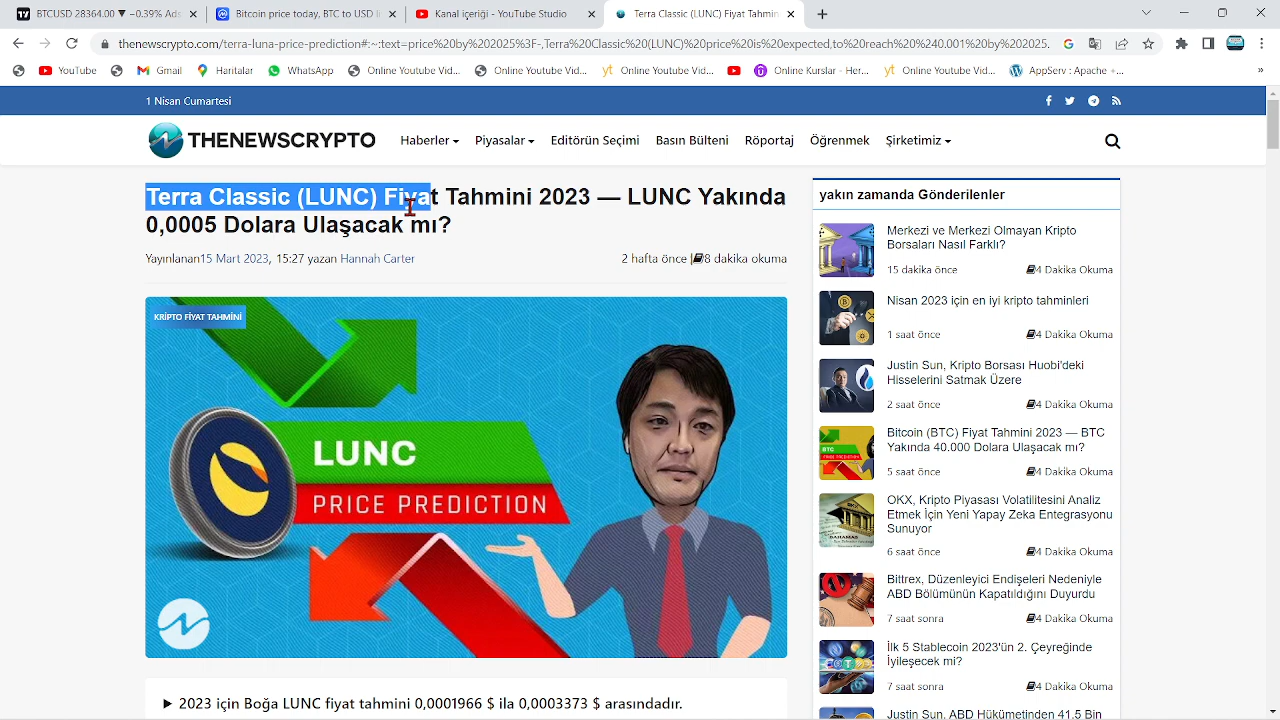 BTCUSD 28364.00 ▼ −0.39% Ad
Bitcoin price today, BTC to USD li
Kanal içeriği - YouTube Studio
Terra Classic (LUNC) Fiyat Tahmin
thenewscrypto.com/terra-luna-price-prediction#:~:text=price%20by%202025%3F-,Terra%20Classic%20(LUNC)%20price%20is%20expected,to%20reach%20%240.001%20by%202025.
YouTube
Gmail
Haritalar
WhatsApp
Online Youtube Vid...
Online Youtube Vid...
Online Youtube Vid...
Online Kurslar - Her...
Online Youtube Vid...
AppServ : Apache +...
»
1 Nisan Cumartesi
THENEWSCRYPTO
Haberler
Piyasalar
Editörün Seçimi
Basın Bülteni
Röportaj
Öğrenmek
Şirketimiz
Terra Classic (LUNC) Fiyat Tahmini 2023 — LUNC Yakında
0,0005 Dolara Ulaşacak mı?
Yayınlanan15 Mart 2023, 15:27 yazan Hannah Carter
2 hafta önce | 8 dakika okuma
KRİPTO FİYAT TAHMİNİ
LUNC
PRICE PREDICTION
► 2023 için Boğa LUNC fiyat tahmini 0,0001966 $ ila 0,0003373 $ arasındadır.
yakın zamanda Gönderilenler
Merkezi ve Merkezi Olmayan Kripto
Borsaları Nasıl Farklı?
15 dakika önce
4 Dakika Okuma
Nisan 2023 için en iyi kripto tahminleri
1 saat önce
4 Dakika Okuma
Justin Sun, Kripto Borsası Huobi'deki
Hisselerini Satmak Üzere
2 saat önce
4 Dakika Okuma
Bitcoin (BTC) Fiyat Tahmini 2023 — BTC
Yakında 40.000 Dolara Ulaşacak mı?
BTC
5 saat önce
4 Dakika Okuma
OKX, Kripto Piyasası Volatilitesini Analiz
Etmek İçin Yeni Yapay Zeka Entegrasyonu
Sunuyor
BAHAMAS
6 saat önce
4 Dakika Okuma
Bittrex, Düzenleyici Endişeleri Nedeniyle
ABD Bölümünün Kapatıldığını Duyurdu
7 saat sonra
4 Dakika Okuma
İlk 5 Stablecoin 2023'ün 2. Çeyreğinde
İyileşecek mi?
7 saat sonra
4 Dakika Okuma
Justin Sun, ABD Hükümetinden 41,5 Bin